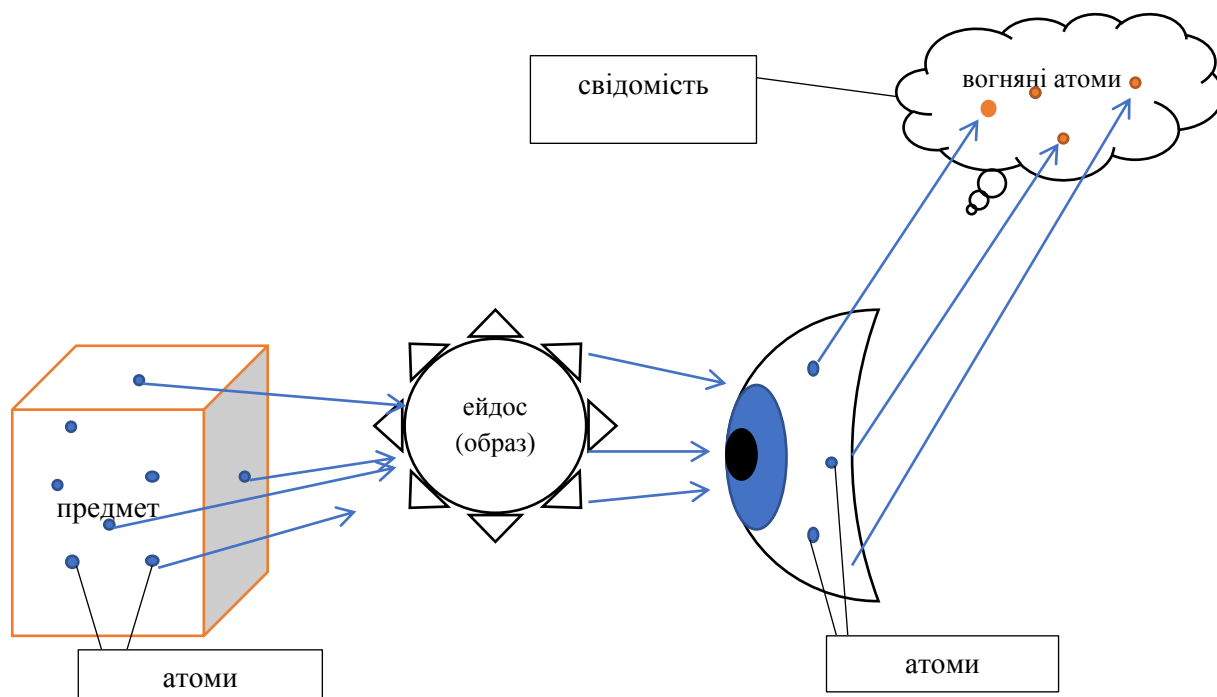 свідомість
вогняні атоми
ейдос
(образ)
предмет
атоми
атоми